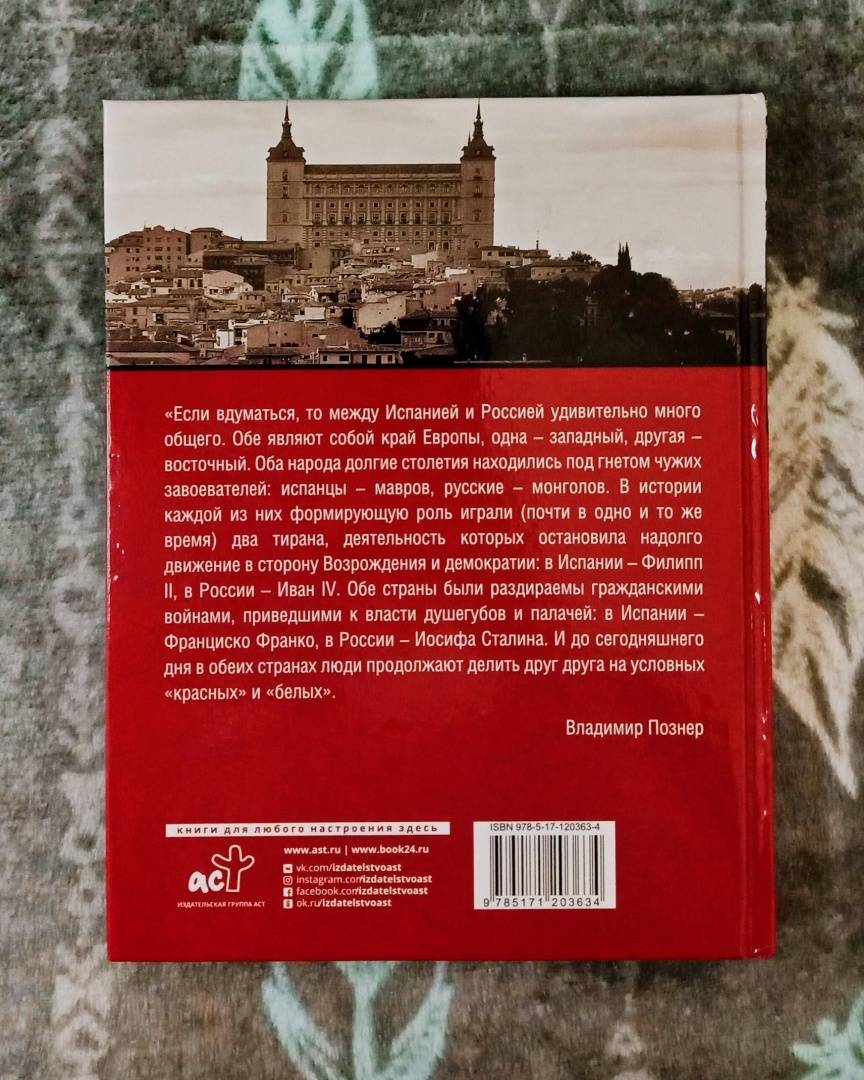 «Если вдуматься, то между Испанией и Россией удивительно много
общего. Обе являют собой край Европы, одна – западный, другая –
восточный. Оба народа долгие столетия находились под гнетом чужих
завоевателей: испанцы – мавров, русские – монголов. В истории
каждой из них формирующую роль играли (почти в одно и то же
время) два тирана, деятельность которых остановила надолго
движение в сторону Возрождения и демократии: в Испании – Филипп
II, в России – Иван IV. Обе страны были раздираемы гражданскими
войнами, приведшими к власти душегубов и палачей: в Испании –
Франциско Франко, в России – Иосифа Сталина. И до сегодняшнего
дня в обеих странах люди продолжают делить друг друга на условных
«красных» и «белых».
Владимир Познер
книги для любого настроения здесь
www.ast.ru | www.book24.ru
vk.com/izdatelstvoast
instagram.com/izdatelstvoast
facebook.com/izdatelstvoast
ok.ru/izdatelstvoast
аст
ИЗДАТЕЛЬСКАЯ ГРУППА АСТ
ISBN 978-5-17-120363-4
9 785171 203634